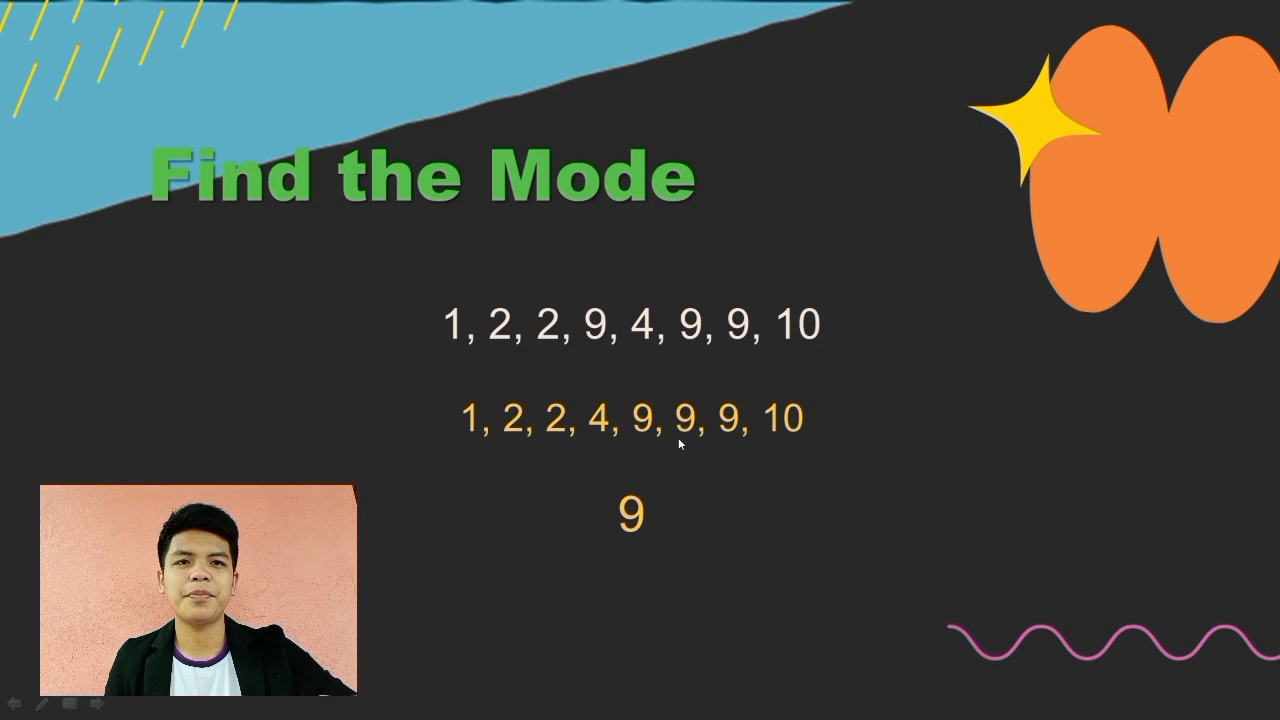 Find the Mode
1, 2, 2, 9, 4, 9, 9, 10
1, 2, 2, 4, 9, 9, 9, 10
9